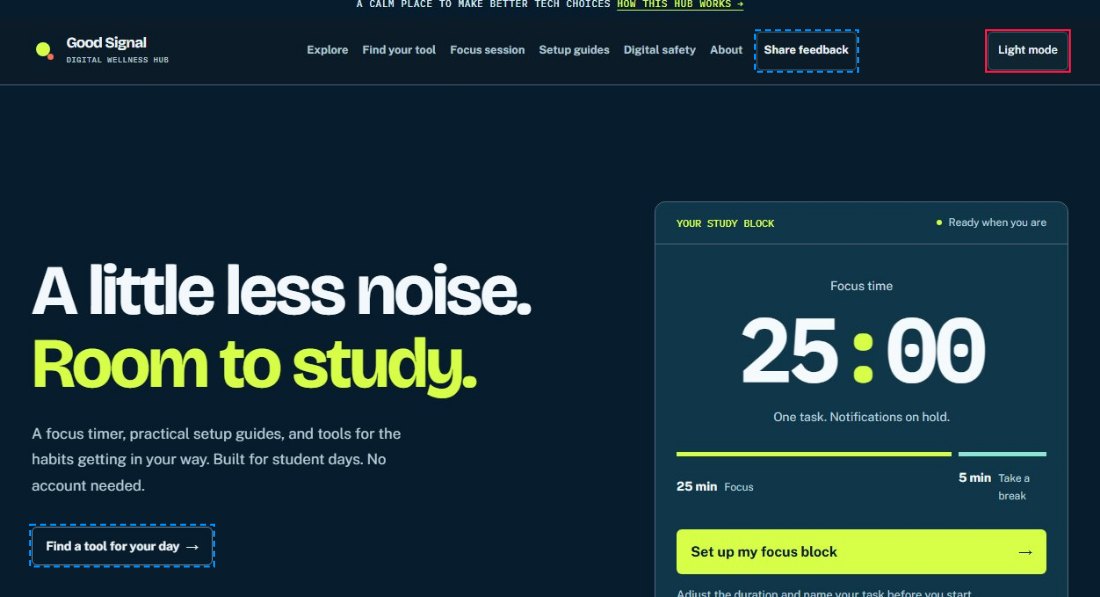 A CALM PLACE TO MAKE BETTER TECH CHOICES HOW THIS HUB WORKS →
Good Signal
DIGITAL WELLNESS HUB
Explore Find your tool Focus session Setup guides Digital safety About Share feedback Light mode
YOUR STUDY BLOCK Ready when you are
A little less noise.
Room to study.
A focus timer, practical setup guides, and tools for the
habits getting in your way. Built for student days. No
account needed.
Find a tool for your day →
Focus time
25:00
One task. Notifications on hold.
25 min Focus
5 min Take a
break
Set up my focus block →
Adjust the duration and name your task before you start